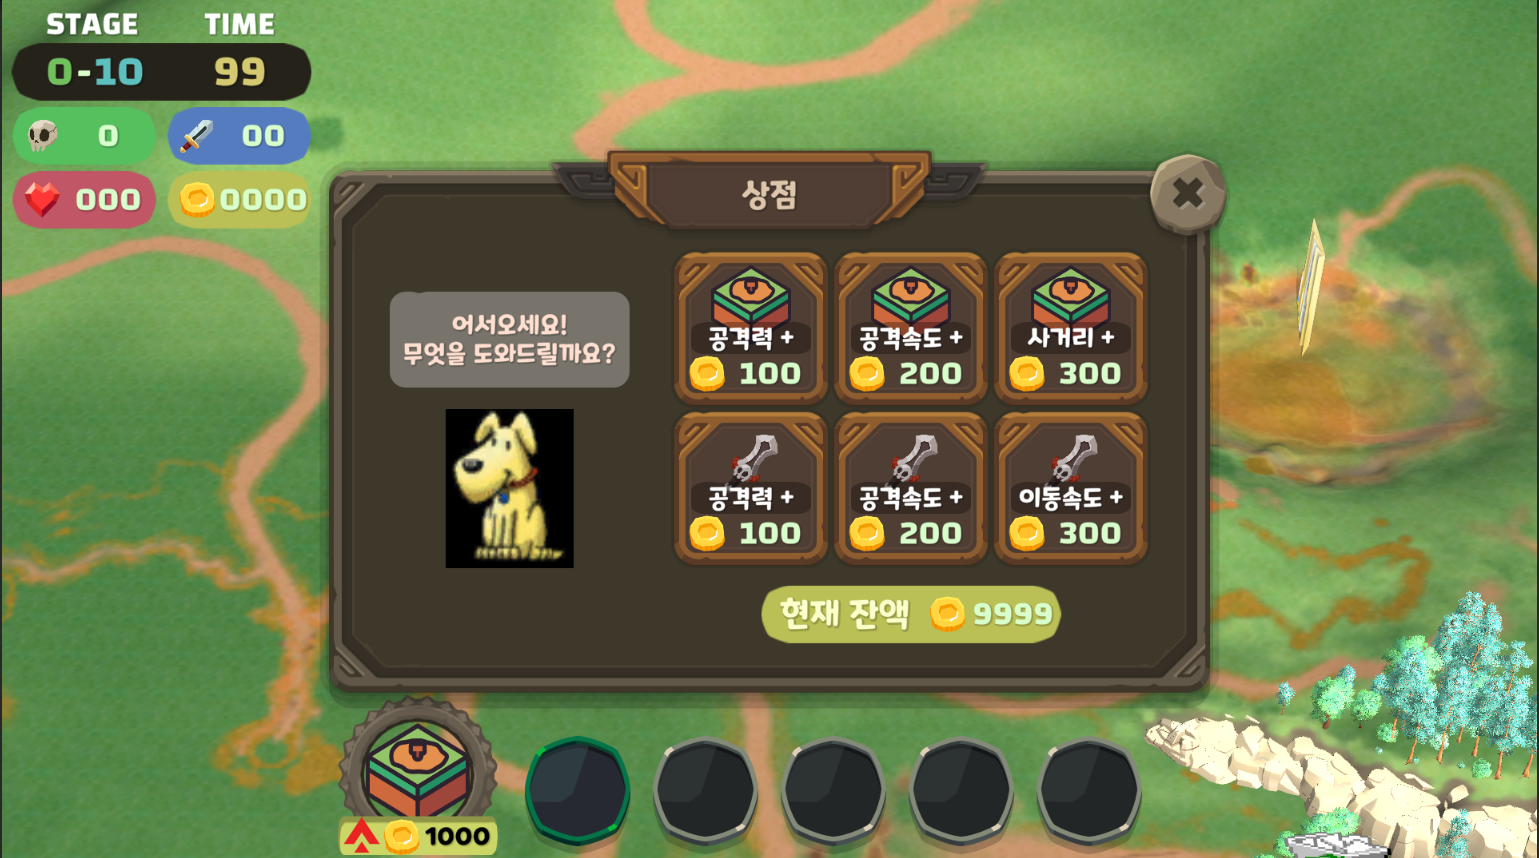 STAGE TIME
0-10 99
0 00
000 0000
상점
어서오세요!
무엇을 도와드릴까요?
공격력 + 공격속도 + 사거리 +
100 200 300
공격력 + 공격속도 + 이동속도 +
100 200 300
현재 잔액 9999
1000